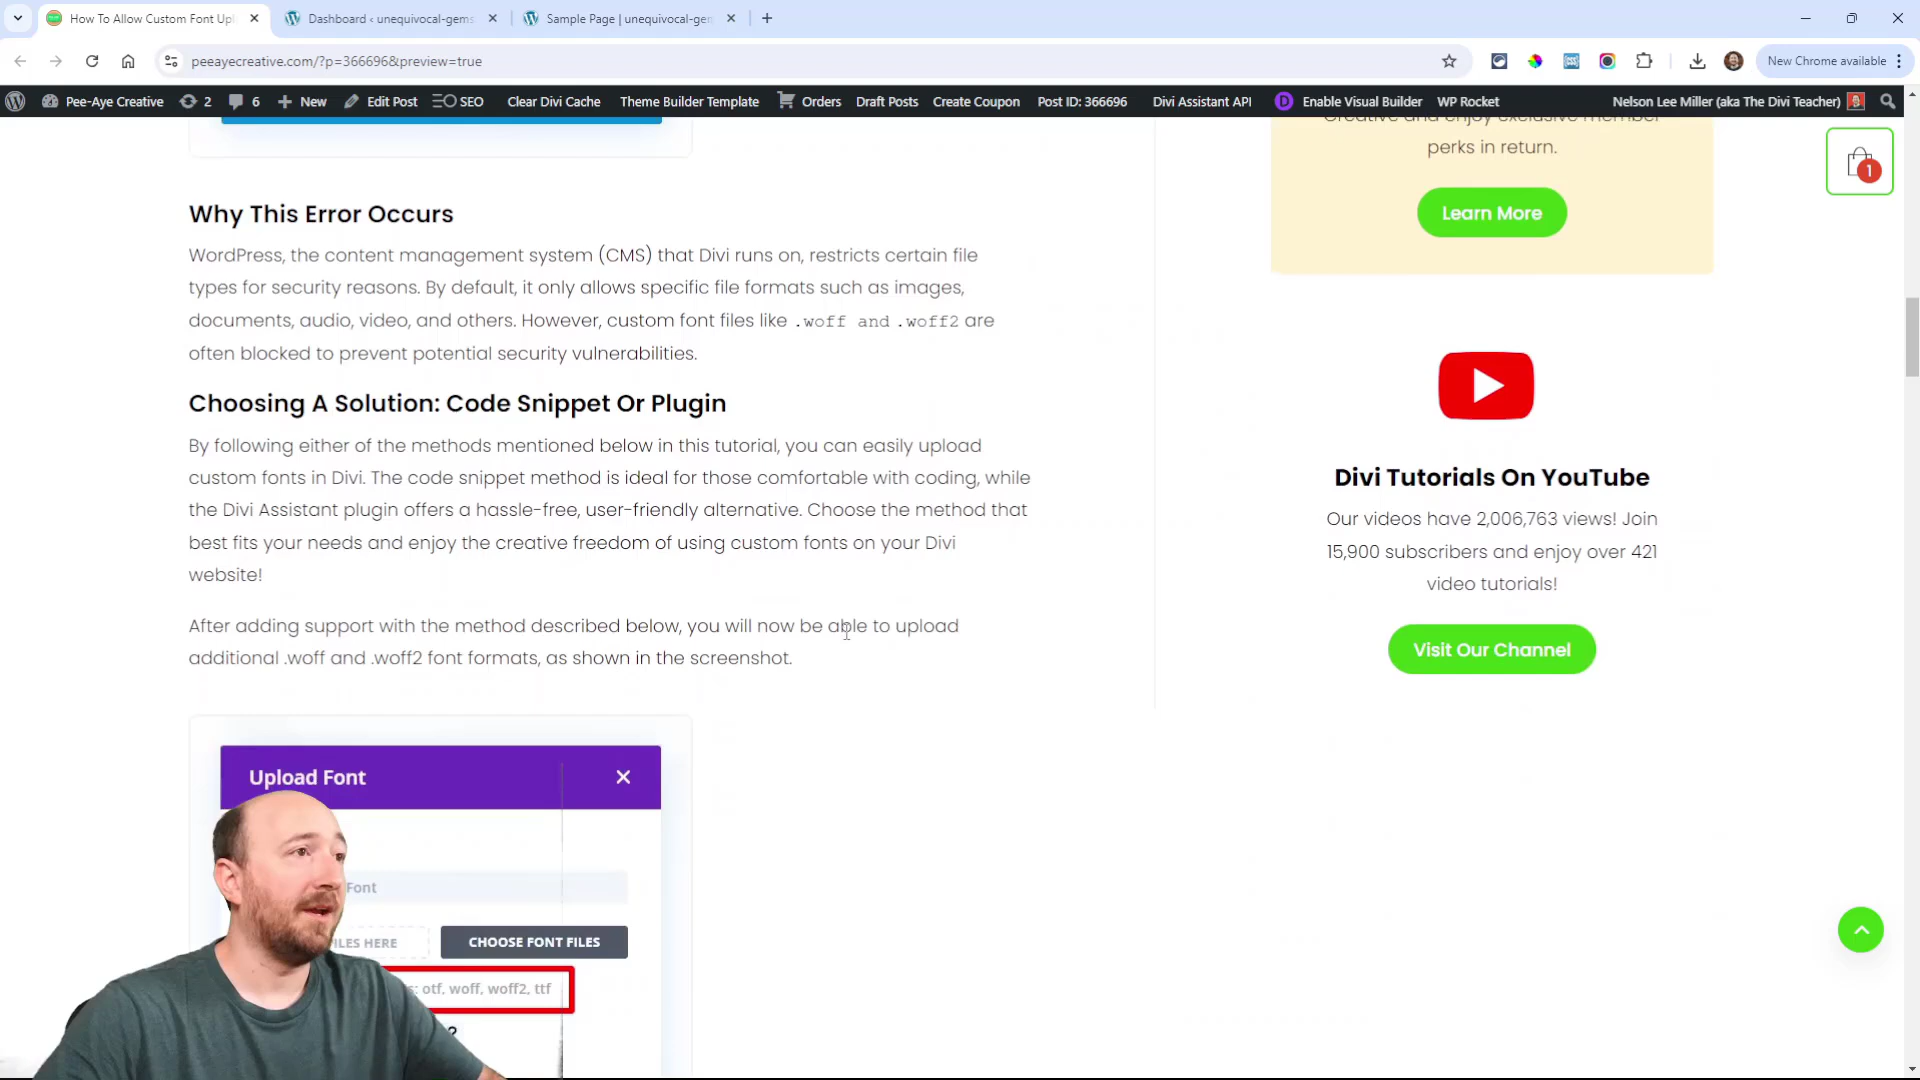 How To Allow Custom Font Upl
Dashboard ‹ unequivocal-gems
Sample Page | unequivocal-gem
peeayecreative.com/?p=366696&preview=true
New Chrome available
Pee-Aye Creative
2
6
New
Edit Post
SEO
Clear Divi Cache
Theme Builder Template
Orders
Draft Posts
Create Coupon
Post ID: 366696
Divi Assistant API
Enable Visual Builder
WP Rocket
Nelson Lee Miller (aka The Divi Teacher)
Why This Error Occurs
WordPress, the content management system (CMS) that Divi runs on, restricts certain file
types for security reasons. By default, it only allows specific file formats such as images,
documents, audio, video, and others. However, custom font files like .woff and .woff2 are
often blocked to prevent potential security vulnerabilities.
Choosing A Solution: Code Snippet Or Plugin
By following either of the methods mentioned below in this tutorial, you can easily upload
custom fonts in Divi. The code snippet method is ideal for those comfortable with coding, while
the Divi Assistant plugin offers a hassle-free, user-friendly alternative. Choose the method that
best fits your needs and enjoy the creative freedom of using custom fonts on your Divi
website!
After adding support with the method described below, you will now be able to upload
additional .woff and .woff2 font formats, as shown in the screenshot.
Upload Font
Font
ILES HERE
CHOOSE FONT FILES
s: otf, woff, woff2, ttf
?
Creative and enjoy exclusive member
perks in return.
Learn More
1
Divi Tutorials On YouTube
Our videos have 2,006,763 views! Join
15,900 subscribers and enjoy over 421
video tutorials!
Visit Our Channel